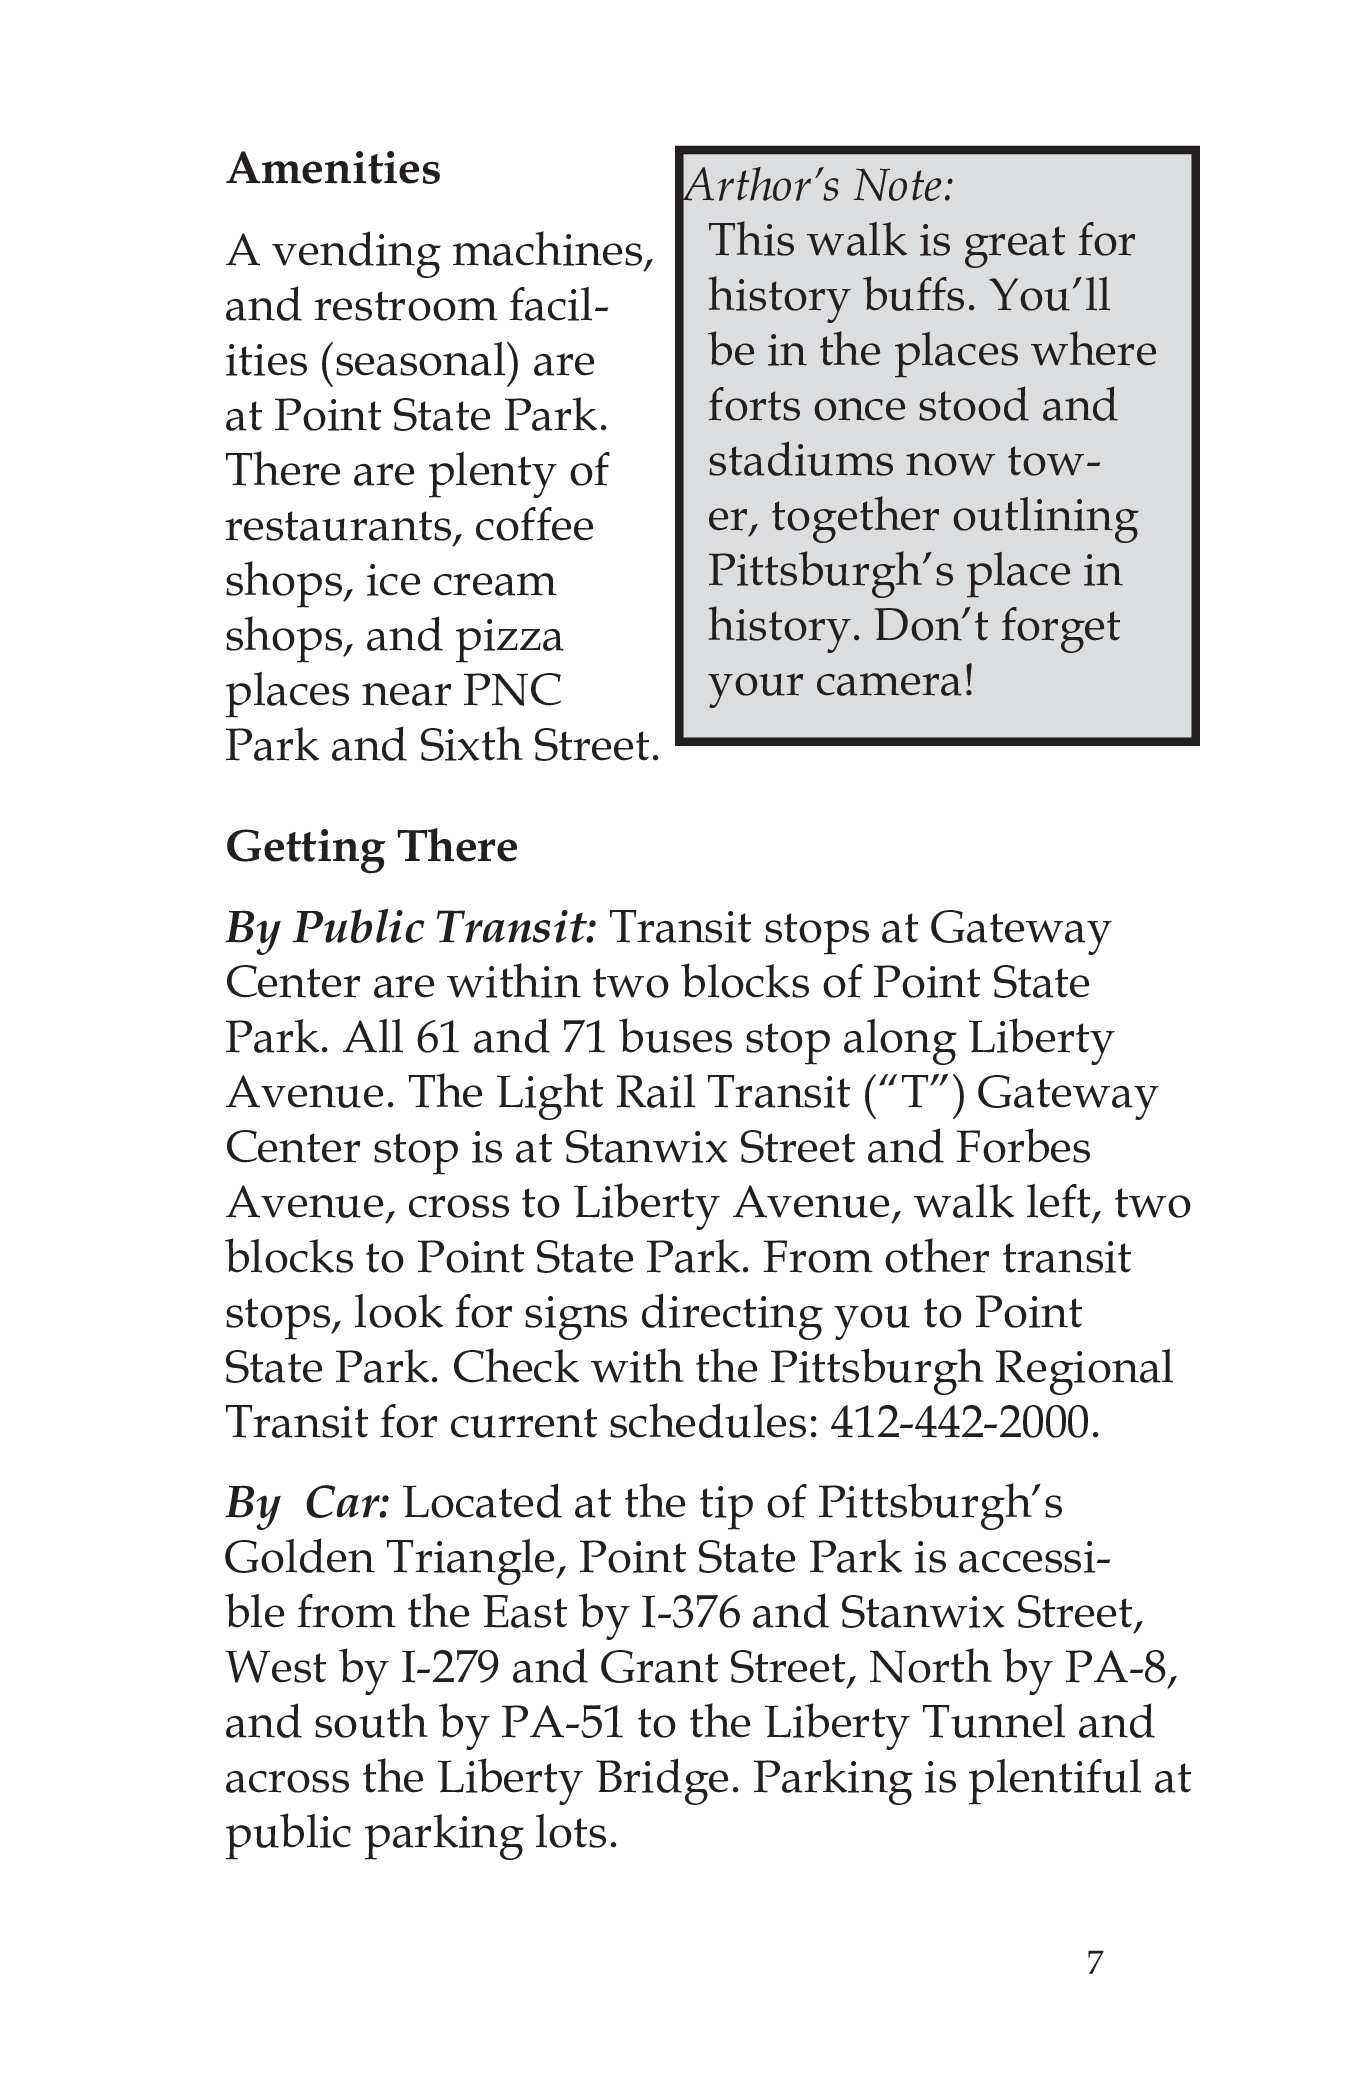 Amenities
A vending machines,
and restroom facil-
ities (seasonal) are
at Point State Park.
There are plenty of
restaurants, coffee
shops, ice cream
shops, and pizza
places near PNC
Park and Sixth Street.
Arthor’s Note:
This walk is great for
history buffs. You’ll
be in the places where
forts once stood and
stadiums now tow-
er, together outlining
Pittsburgh’s place in
history. Don’t forget
your camera!
Getting There
By Public Transit: Transit stops at Gateway
Center are within two blocks of Point State
Park. All 61 and 71 buses stop along Liberty
Avenue. The Light Rail Transit (“T”) Gateway
Center stop is at Stanwix Street and Forbes
Avenue, cross to Liberty Avenue, walk left, two
blocks to Point State Park. From other transit
stops, look for signs directing you to Point
State Park. Check with the Pittsburgh Regional
Transit for current schedules: 412-442-2000.
By  Car: Located at the tip of Pittsburgh’s
Golden Triangle, Point State Park is accessi-
ble from the East by I-376 and Stanwix Street,
West by I-279 and Grant Street, North by PA-8,
and south by PA-51 to the Liberty Tunnel and
across the Liberty Bridge. Parking is plentiful at
public parking lots.
7